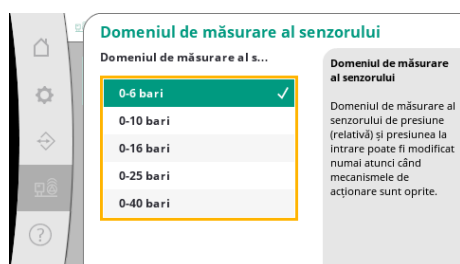 Domeniul de măsurare al senzorului
Domeniul de măsurare al s...
0-6 bari
0-10 bari
0-16 bari
0-25 bari
0-40 bari
Domeniul de măsurare
al senzorului
Domeniul de măsurare al
senzorului de presiune
(relativă) și presiunea la
intrare poate fi modificat
numai atunci când
mecanismele de
acționare sunt oprite.